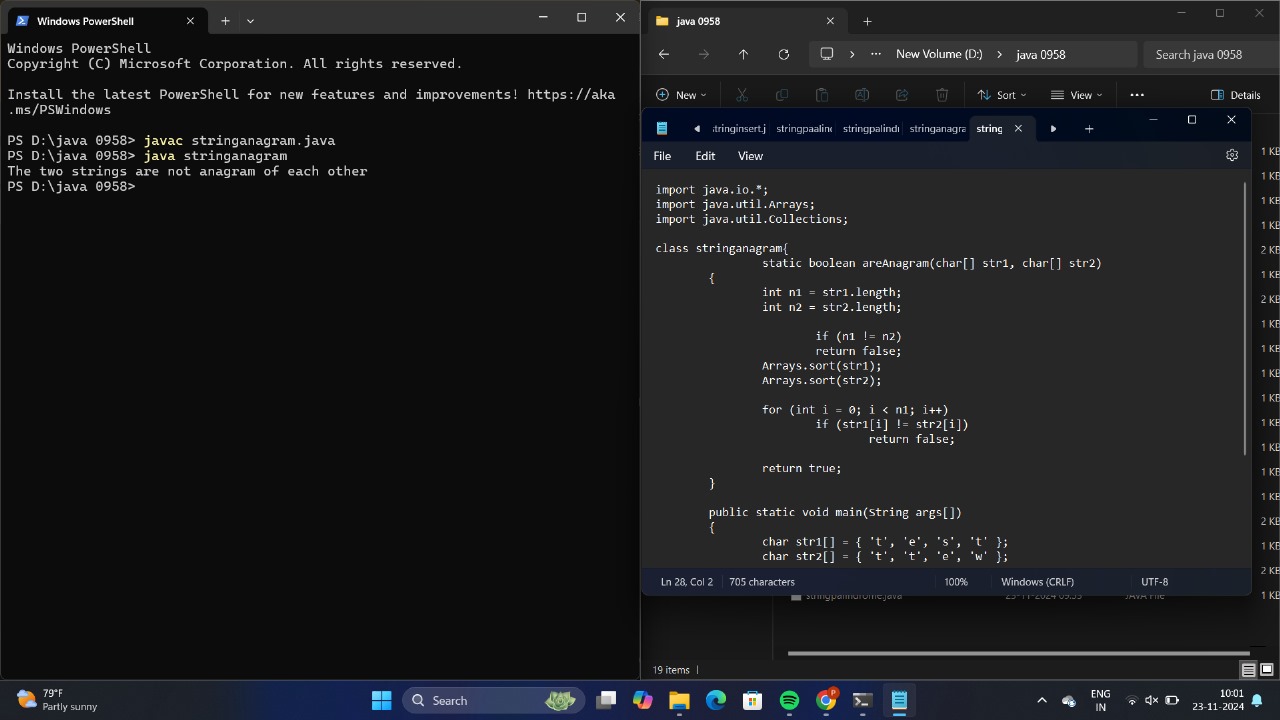 Windows PowerShell
Windows PowerShell
Copyright (C) Microsoft Corporation. All rights reserved.
Install the latest PowerShell for new features and improvements! https://aka
.ms/PSWindows
PS D:\java 0958> javac stringanagram.java
PS D:\java 0958> java stringanagram
The two strings are not anagram of each other
PS D:\java 0958>
java 0958
New Volume (D:) > java 0958
Search java 0958
New Sort View ... Details
stringinsert.j stringpaalind stringpalindr stringanagra string
File Edit View
import java.io.*;
import java.util.Arrays;
import java.util.Collections;
class stringanagram{
static boolean areAnagram(char[] str1, char[] str2)
{
int n1 = str1.length;
int n2 = str2.length;
if (n1 != n2)
return false;
Arrays.sort(str1);
Arrays.sort(str2);
for (int i = 0; i < n1; i++)
if (str1[i] != str2[i])
return false;
return true;
}
public static void main(String args[])
{
char str1[] = { 't', 'e', 's', 't' };
char str2[] = { 't', 't', 'e', 'w' };
Ln 28, Col 2 705 characters 100% Windows (CRLF) UTF-8
1 KB
1 KB
1 KB
1 KB
2 KB
1 KB
2 KB
1 KB
1 KB
1 KB
1 KB
1 KB
1 KB
1 KB
1 KB
2 KB
1 KB
2 KB
stringpalindrome.java 23-11-2024 09:53 JAVA File 1 KB
19 items
79°F
Partly sunny
Search
ENG
IN
10:01
23-11-2024